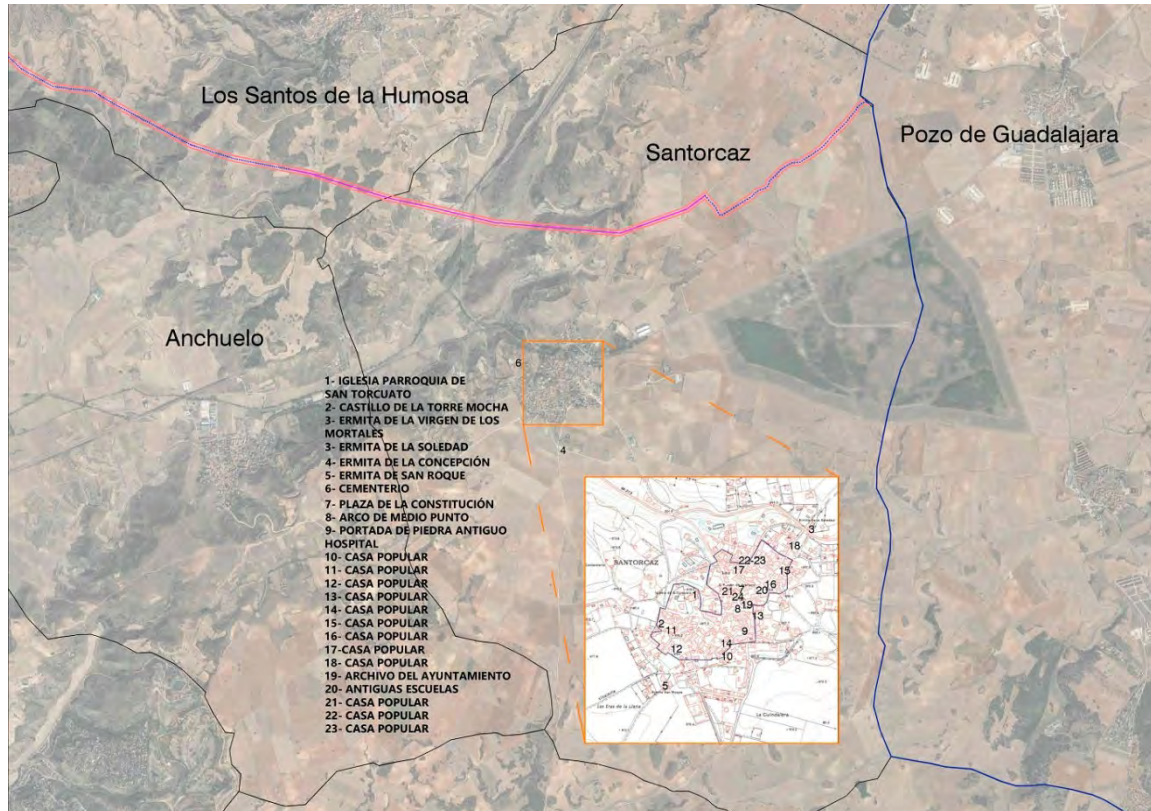 Los Santos de la Humosa
Santorcaz
Pozo de Guadalajara
Anchuelo
6
4
1- IGLESIA PARROQUIA DE
SAN TORCUATO
2- CASTILLO DE LA TORRE MOCHA
3- ERMITA DE LA VIRGEN DE LOS
MORTALES
3- ERMITA DE LA SOLEDAD
4- ERMITA DE LA CONCEPCIÓN
5- ERMITA DE SAN ROQUE
6- CEMENTERIO
7- PLAZA DE LA CONSTITUCIÓN
8- ARCO DE MEDIO PUNTO
9- PORTADA DE PIEDRA ANTIGUO
HOSPITAL
10- CASA POPULAR
11- CASA POPULAR
12- CASA POPULAR
13- CASA POPULAR
14- CASA POPULAR
15- CASA POPULAR
16- CASA POPULAR
17-CASA POPULAR
18- CASA POPULAR
19- ARCHIVO DEL AYUNTAMIENTO
20- ANTIGUAS ESCUELAS
21- CASA POPULAR
22- CASA POPULAR
23- CASA POPULAR
3
18
22-23
SANTORCAZ
17
15
16
21
7
20
1
24
19
8
13
2
11
9
14
12
10
5
Las Eras de la Llana